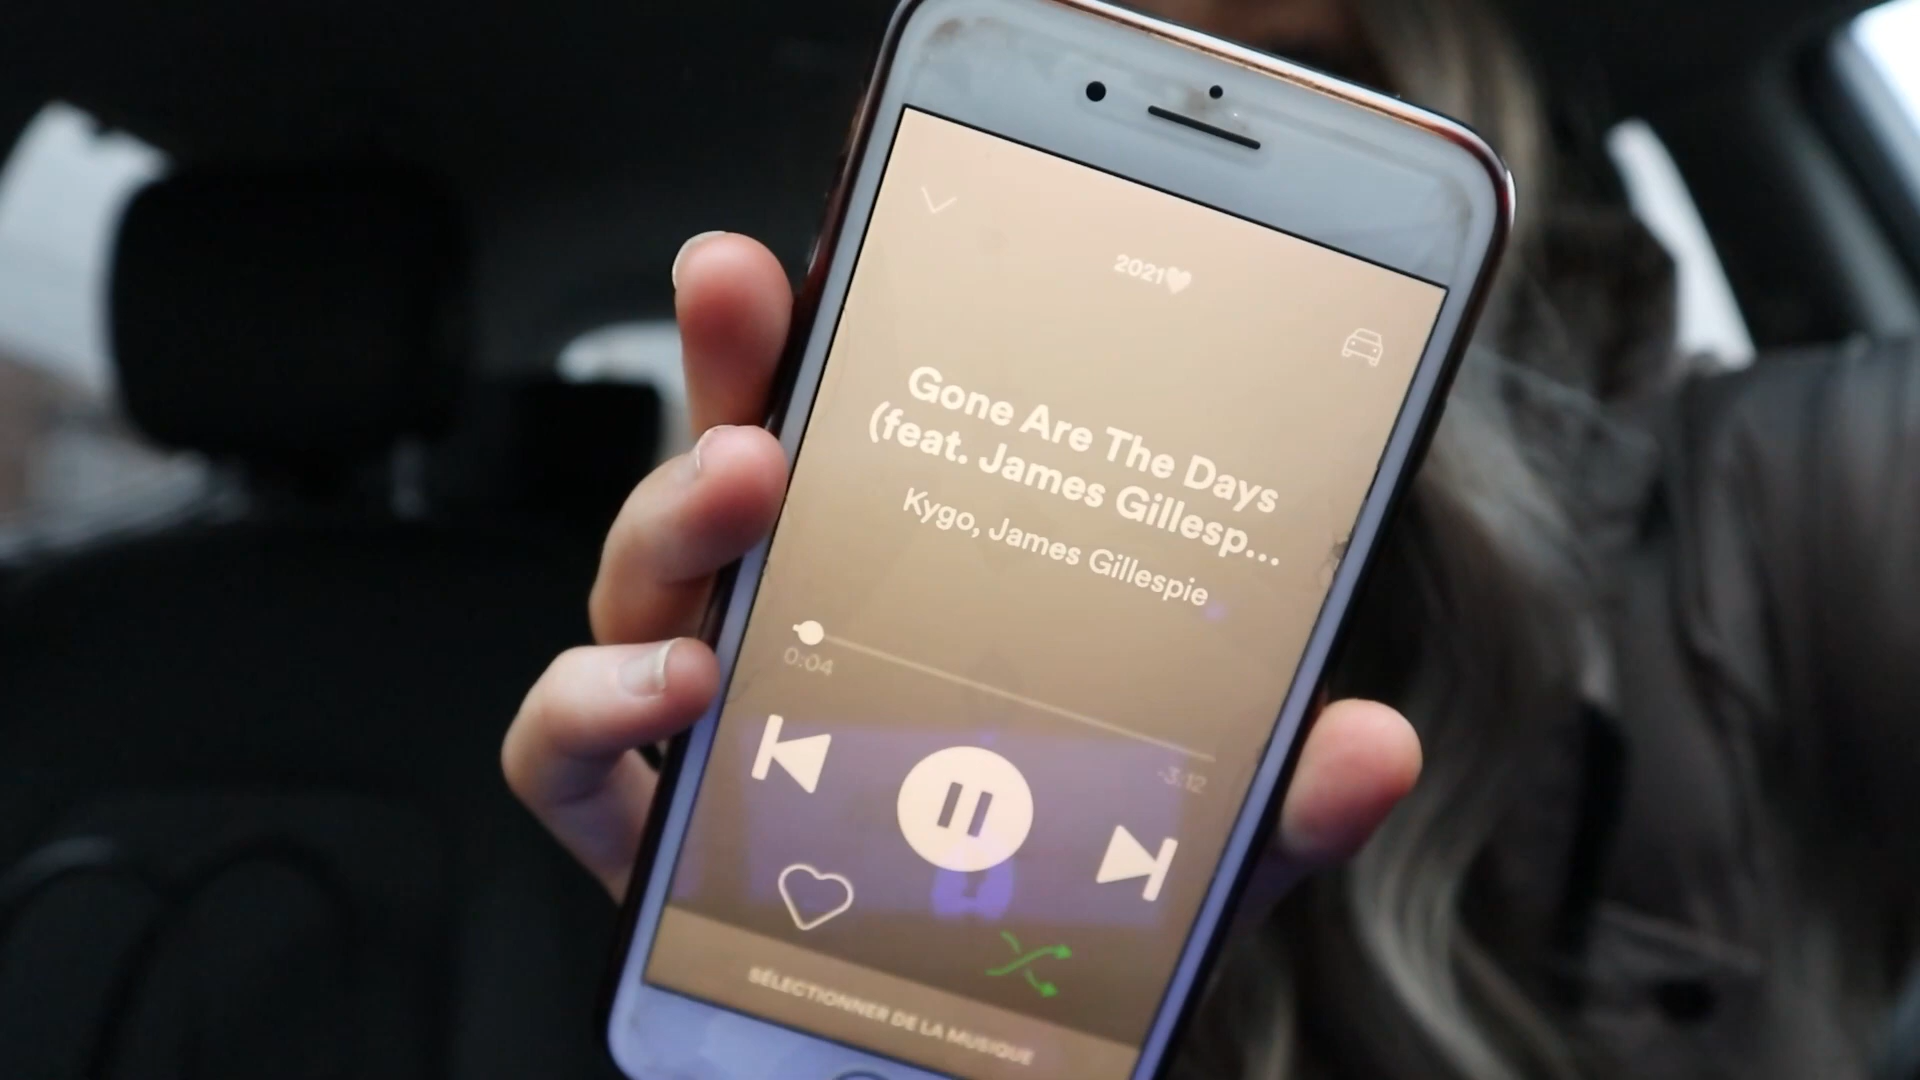 2021🤍
Gone Are The Days
(feat. James Gillesp...
Kygo, James Gillespie
0:04
-3:12
SÉLECTIONNER DE LA MUSIQUE